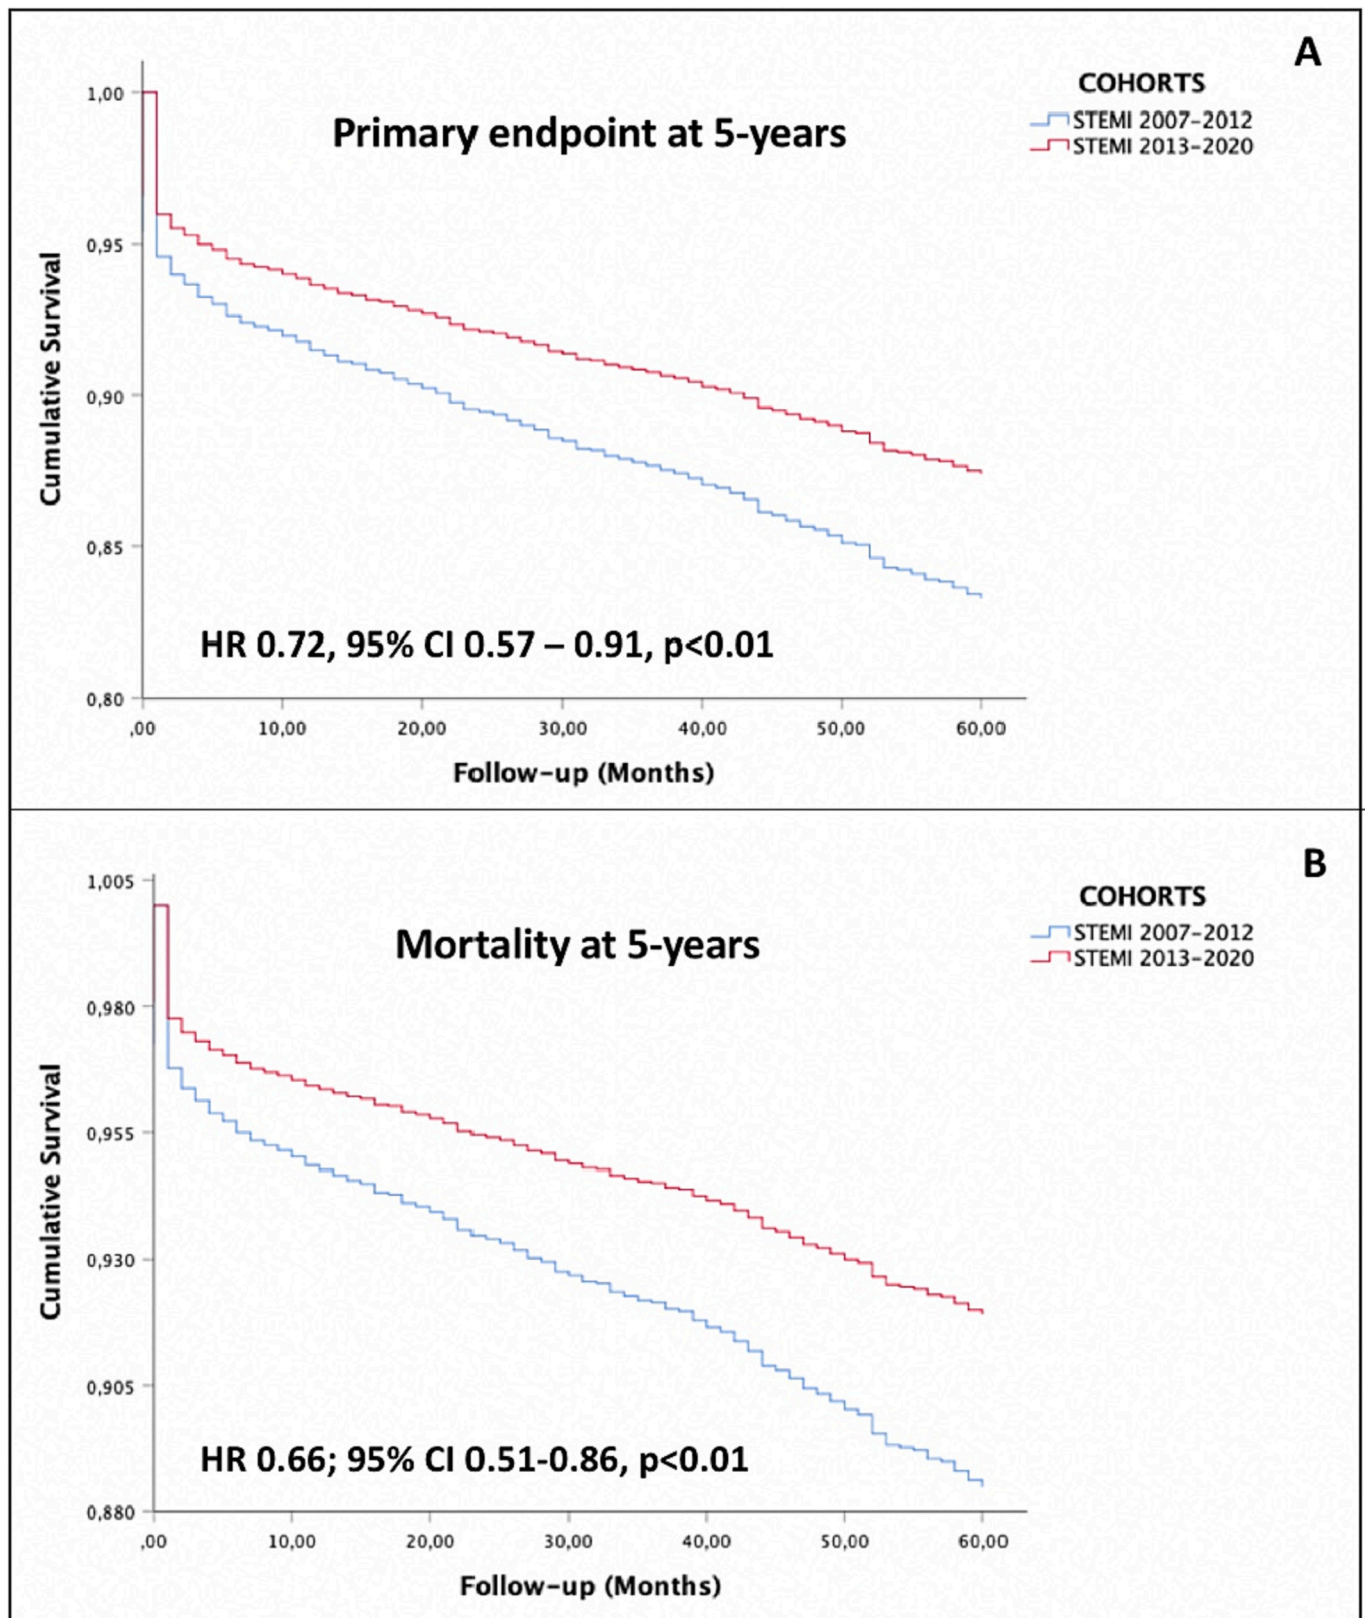 A
COHORTS
STEMI 2007–2012
STEMI 2013–2020
Primary endpoint at 5-years
1,00
0,95
0,90
0,85
0,80
Cumulative Survival
HR 0.72, 95% CI 0.57 – 0.91, p<0.01
,00 10,00 20,00 30,00 40,00 50,00 60,00
Follow-up (Months)
B
COHORTS
STEMI 2007–2012
STEMI 2013–2020
Mortality at 5-years
1,005
0,980
0,955
0,930
0,905
0,880
Cumulative Survival
HR 0.66; 95% CI 0.51-0.86, p<0.01
,00 10,00 20,00 30,00 40,00 50,00 60,00
Follow-up (Months)